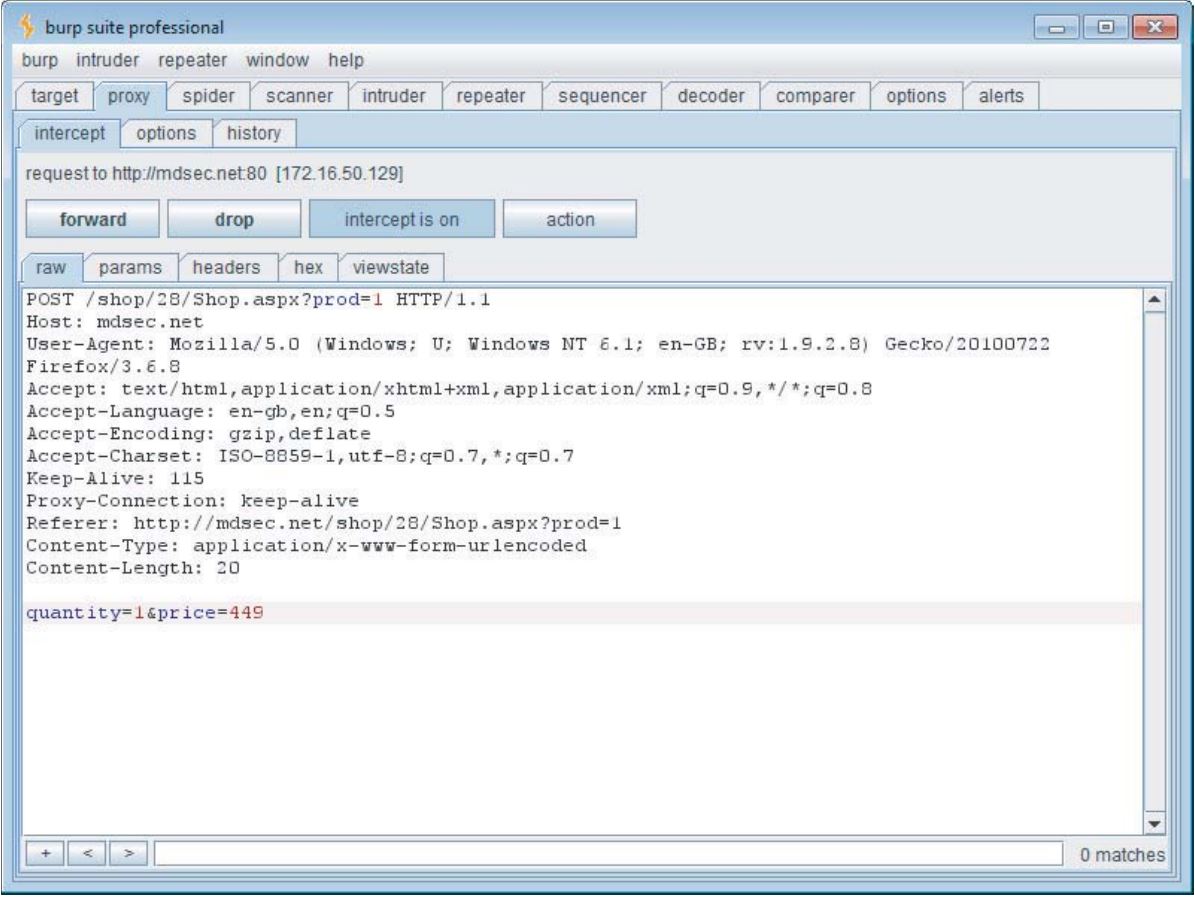 burp suite professional
burp intruder repeater window help
target proxy spider scanner intruder repeater sequencer decoder comparer options alerts
intercept options history
request to http://mdsec.net:80 [172.16.50.129]
forward drop intercept is on action
raw params headers hex viewstate
POST /shop/28/Shop.aspx?prod=1 HTTP/1.1
Host: mdsec.net
User-Agent: Mozilla/5.0 (Windows; U; Windows NT 6.1; en-GB; rv:1.9.2.8) Gecko/20100722
Firefox/3.6.8
Accept: text/html,application/xhtml+xml,application/xml;q=0.9,*/*;q=0.8
Accept-Language: en-gb,en;q=0.5
Accept-Encoding: gzip,deflate
Accept-Charset: ISO-8859-1,utf-8;q=0.7,*;q=0.7
Keep-Alive: 115
Proxy-Connection: keep-alive
Referer: http://mdsec.net/shop/28/Shop.aspx?prod=1
Content-Type: application/x-www-form-urlencoded
Content-Length: 20
quantity=1&price=449
+ < > 0 matches